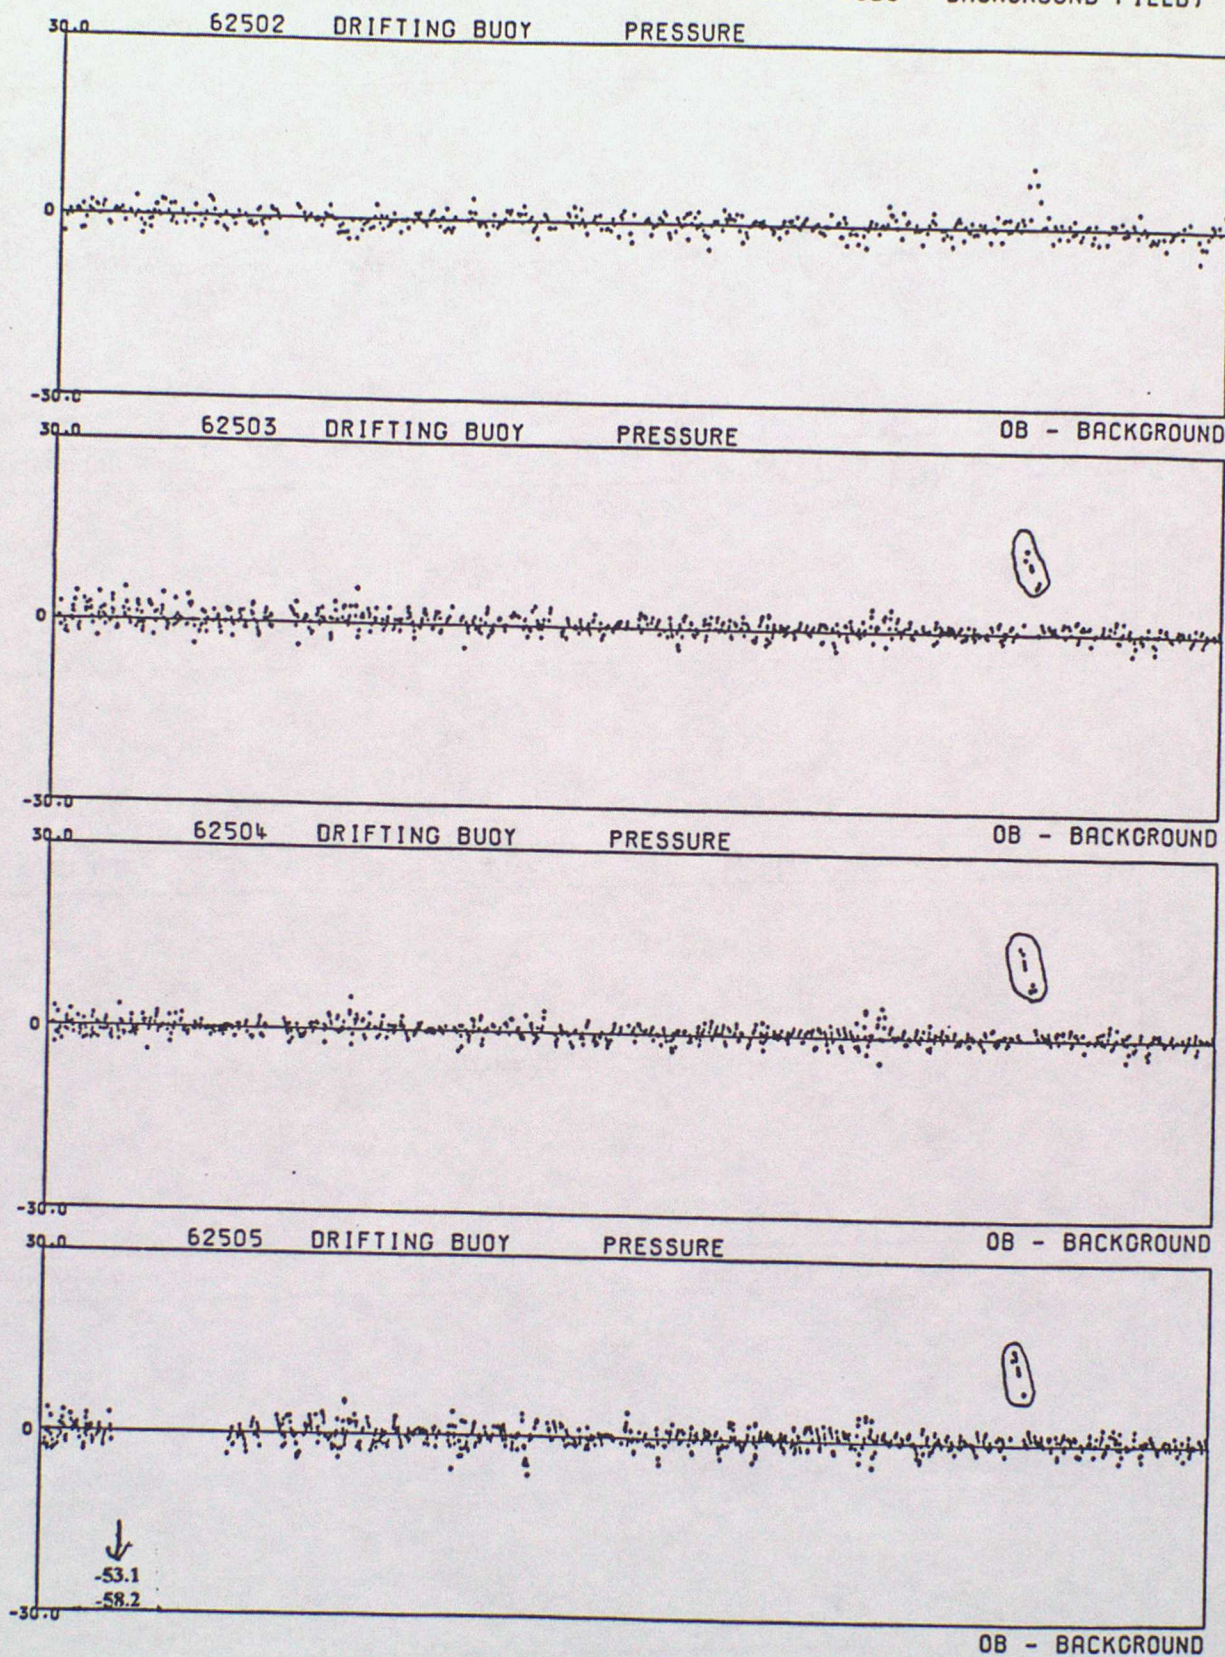 BACKGROUND FIELD)
30.0 62502 DRIFTING BUOY PRESSURE
0
-30.0
OB - BACKGROUND
30.0 62503 DRIFTING BUOY PRESSURE
0
-30.0
OB - BACKGROUND
30.0 62504 DRIFTING BUOY PRESSURE
0
-30.0
OB - BACKGROUND
30.0 62505 DRIFTING BUOY PRESSURE
0
-53.1
-58.2
-30.0
OB - BACKGROUND